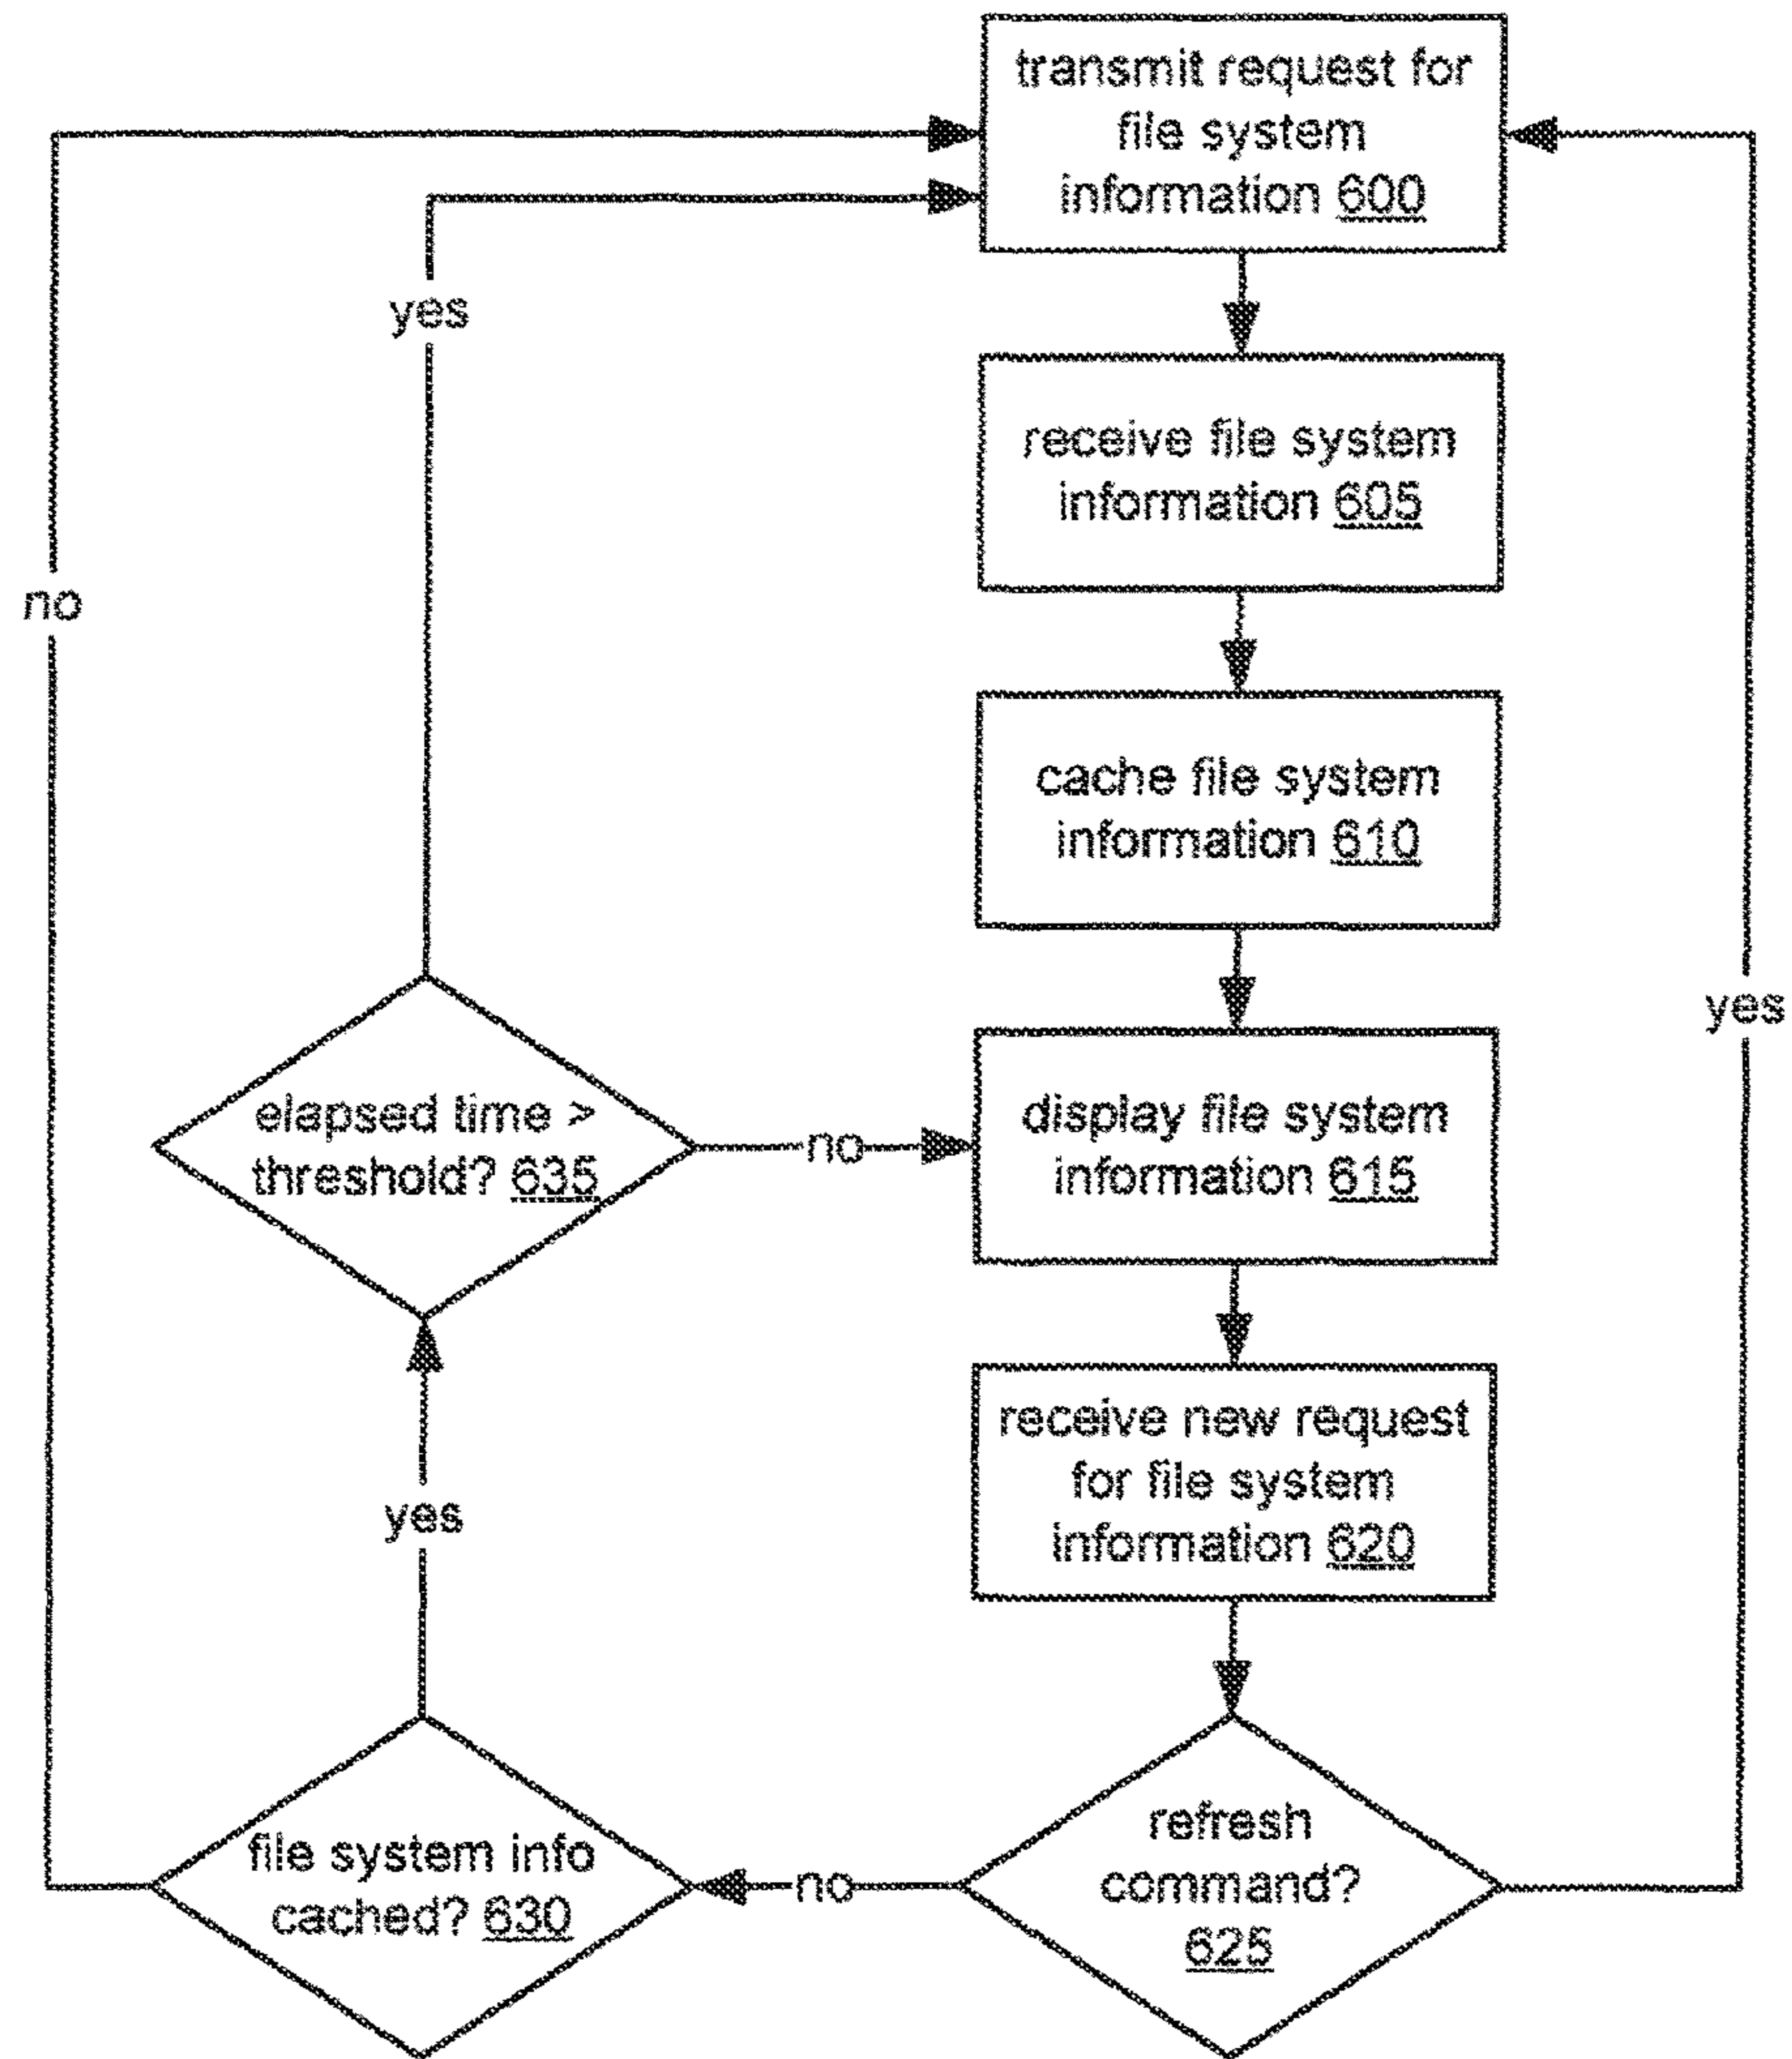 transmit request for
file system
information 600
yes
receive file system
information 605
no
cache file system
information 610
yes
elapsed time >
threshold? 635
no
display file system
information 615
receive new request
for file system
information 620
yes
file system info
cached? 630
no
refresh
command?
625